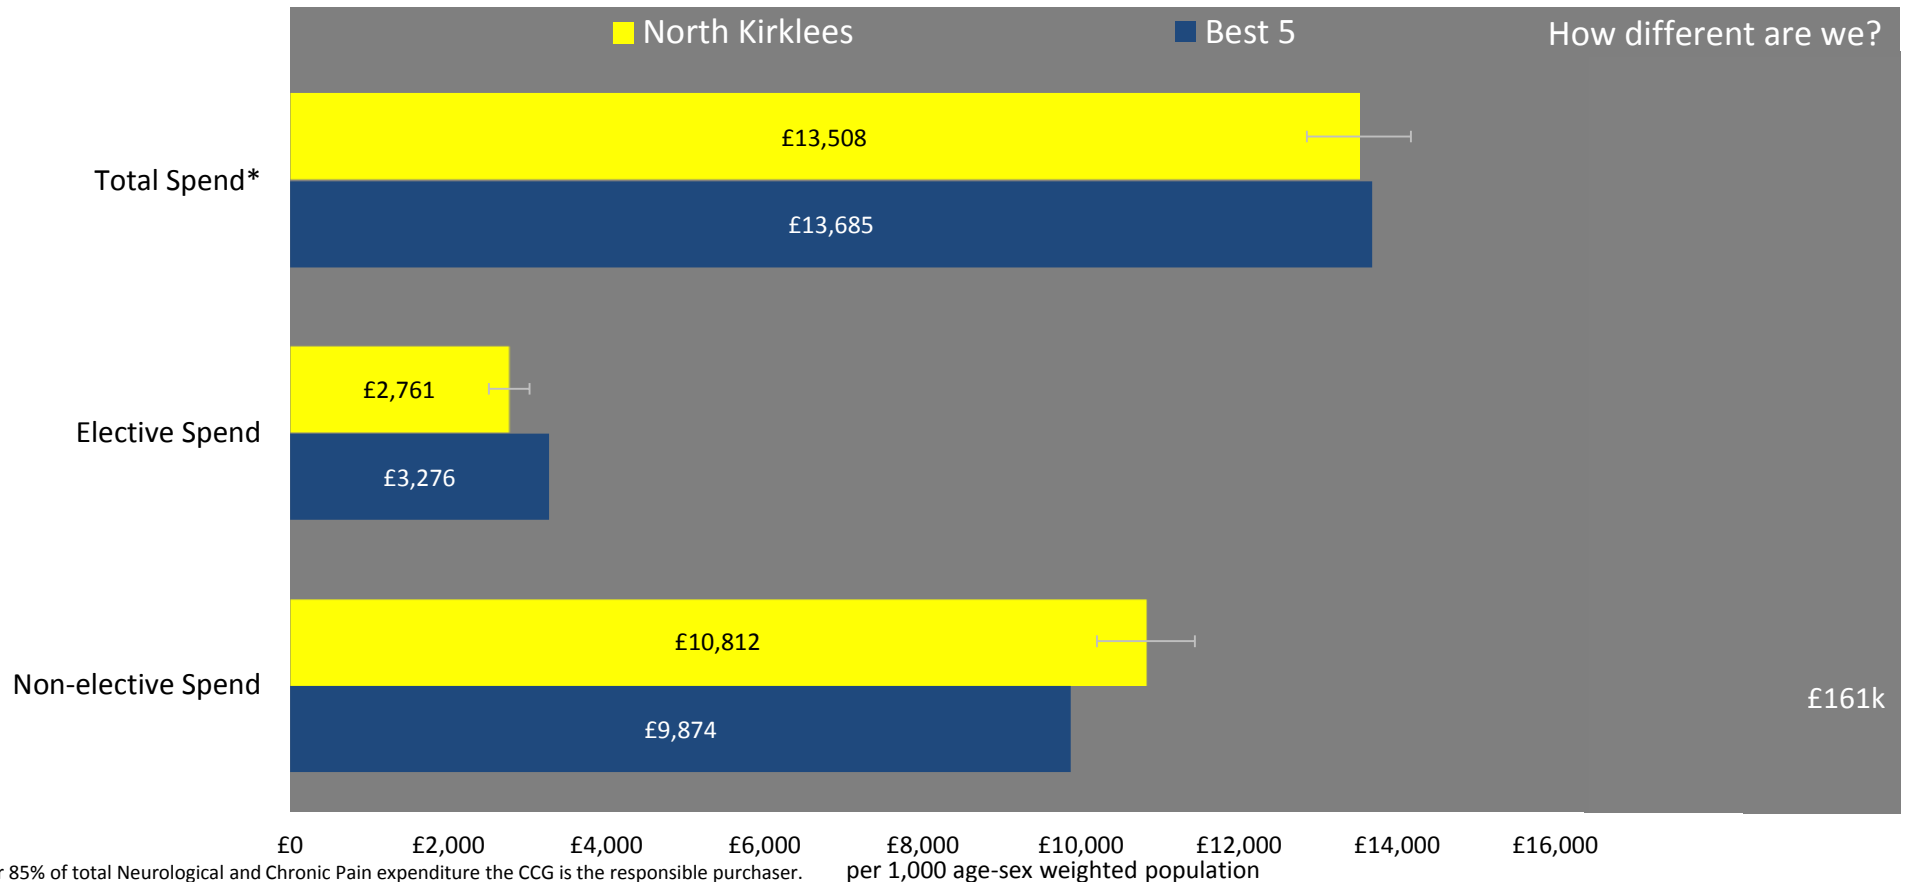 North Kirklees Best 5 How different are we?
Total Spend*
£13,508
£13,685
Elective Spend
£2,761
£3,276
Non-elective Spend
£10,812
£9,874
£161k
£0 £2,000 £4,000 £6,000 £8,000 £10,000 £12,000 £14,000 £16,000
85% of total Neurological and Chronic Pain expenditure the CCG is the responsible purchaser. per 1,000 age-sex weighted population